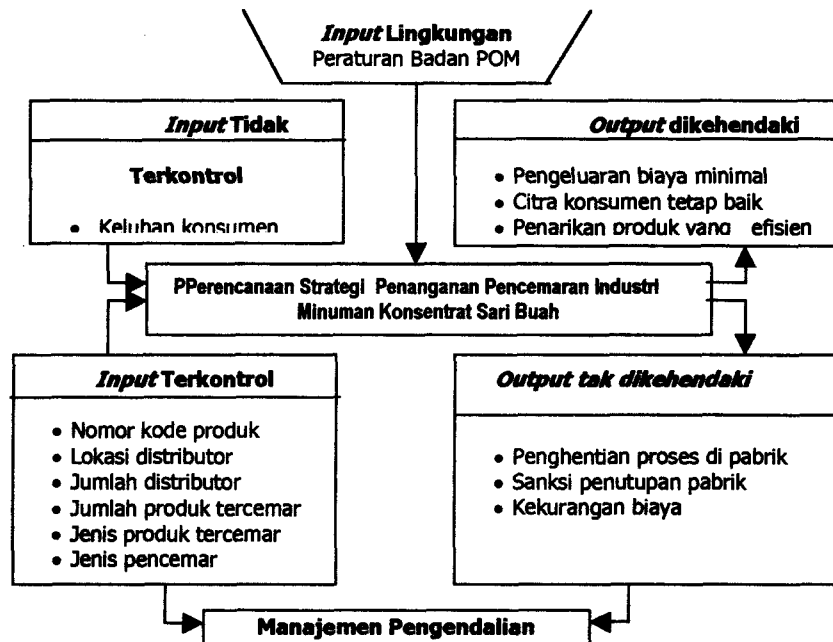 Input Lingkungan
Peraturan Badan POM
Input Tidak
Terkontrol
• Keluhan konsumen
Output dikehendaki
• Pengeluaran biaya minimal
• Citra konsumen tetap baik
• Penarikan produk yang efisien
PPerencanaan Strategi Penanganan Pencemaran Industri
Minuman Konsentrat Sari Buah
Input Terkontrol
• Nomor kode produk
• Lokasi distributor
• Jumlah distributor
• Jumlah produk tercemar
• Jenis produk tercemar
• Jenis pencemar
Output tak dikehendaki
• Penghentian proses di pabrik
• Sanksi penutupan pabrik
• Kekurangan biaya
Manajemen Pengendalian